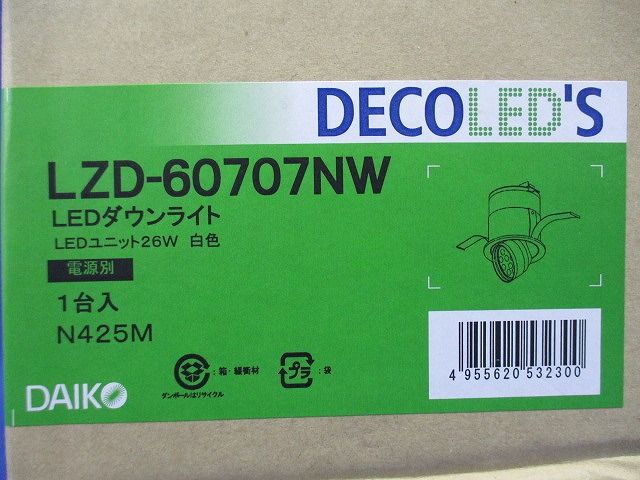 DECOLED'S
LZD-60707NW
LEDダウンライト
LEDユニット26W 白色
電源別
1台入
N425M
DAIKO
:箱・緩衝材
ダンボールはリサイクル
プラ
:袋
4 955620 532300